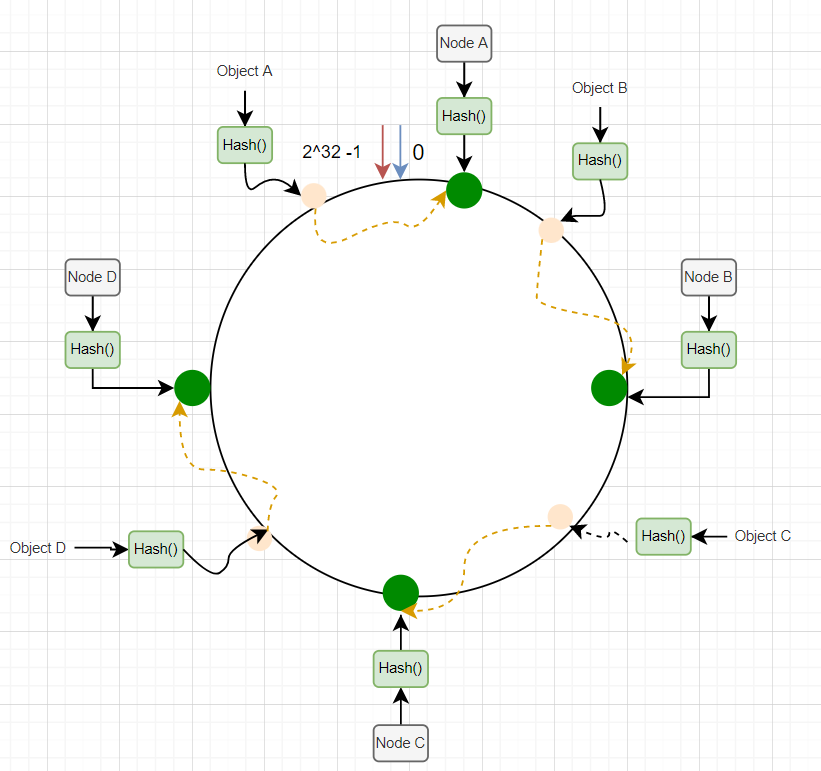 Node A
Object A
Object B
Hash()
Hash()
2^32 -1
0
Hash()
Node D
Node B
Hash()
Hash()
Object D
Hash()
Hash()
Object C
Hash()
Node C